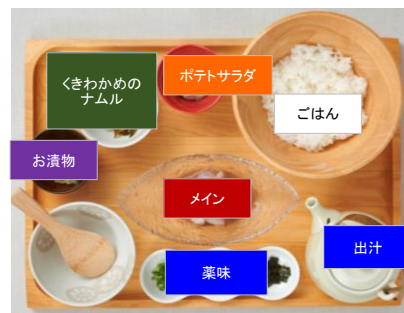 くきわかめの
ナムル
ポテトサラダ
ごはん
お漬物
メイン
出汁
薬味